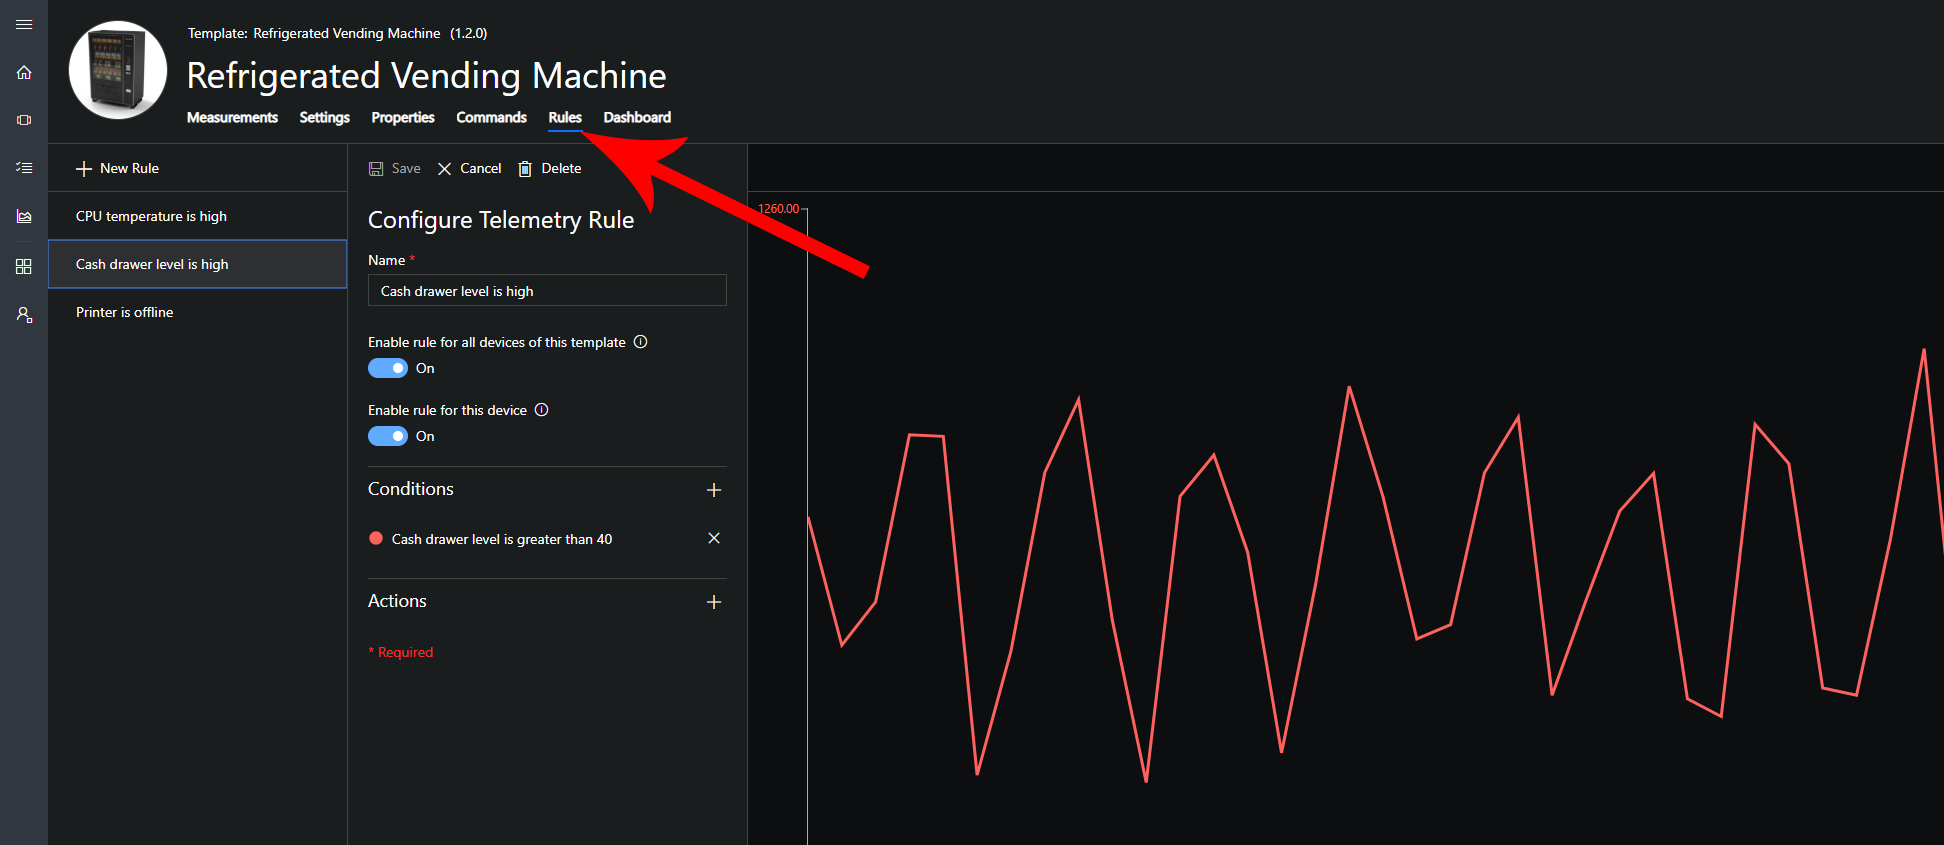 Template: Refrigerated Vending Machine (1.2.0)
Refrigerated Vending Machine
Measurements Settings Properties Commands Rules Dashboard
New Rule
CPU temperature is high
Cash drawer level is high
Printer is offline
Save Cancel Delete
Configure Telemetry Rule
Name *
Cash drawer level is high
Enable rule for all devices of this template
On
Enable rule for this device
On
Conditions
Cash drawer level is greater than 40
Actions
* Required
1260.00